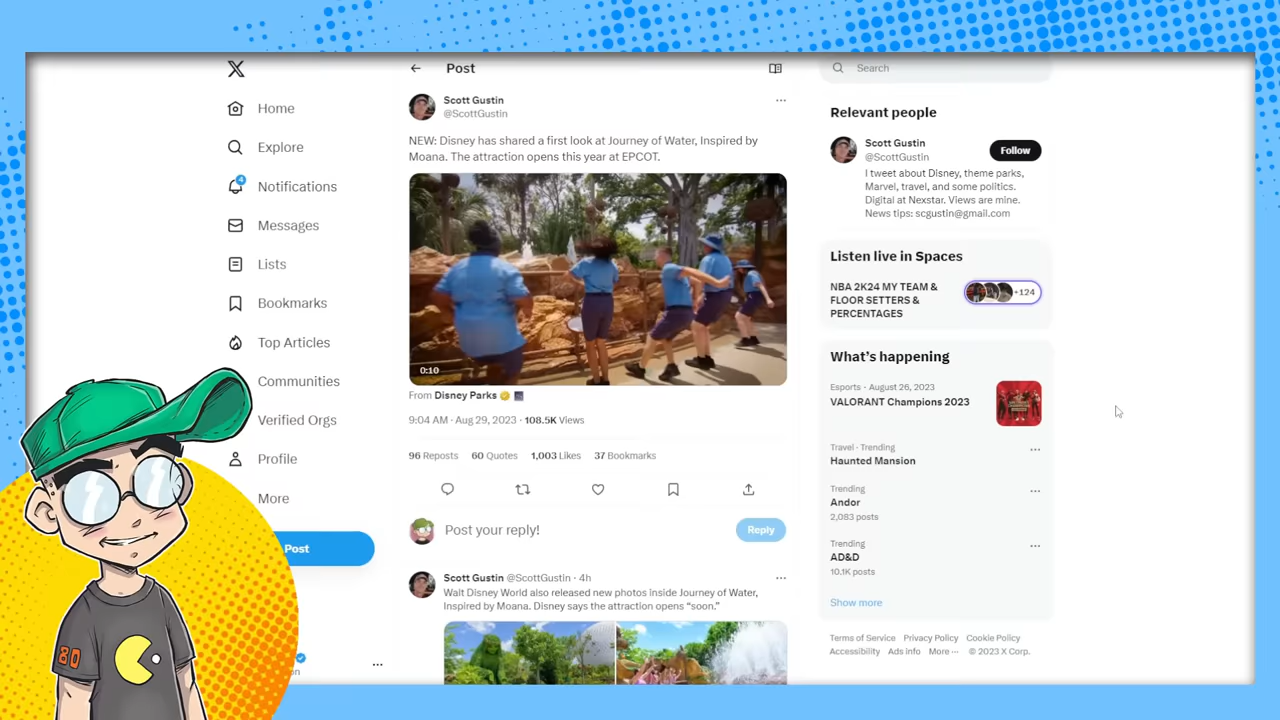 Home
Explore
4
Notifications
Messages
Lists
Bookmarks
Top Articles
Communities
Verified Orgs
Profile
More
Post
Post
Scott Gustin
@ScottGustin
NEW: Disney has shared a first look at Journey of Water, Inspired by
Moana. The attraction opens this year at EPCOT.
0:10
From Disney Parks
9:04 AM · Aug 29, 2023 · 108.5K Views
96 Reposts 60 Quotes 1,003 Likes 37 Bookmarks
Post your reply!
Reply
Scott Gustin @ScottGustin · 4h
Walt Disney World also released new photos inside Journey of Water,
Inspired by Moana. Disney says the attraction opens “soon.”
Search
Relevant people
Scott Gustin
@ScottGustin
Follow
I tweet about Disney, theme parks,
Marvel, travel, and some politics.
Digital at Nexstar. Views are mine.
News tips: scgustin@gmail.com
Listen live in Spaces
NBA 2K24 MY TEAM &
FLOOR SETTERS &
PERCENTAGES
+124
What’s happening
Esports · August 26, 2023
VALORANT Champions 2023
Travel · Trending
Haunted Mansion
Trending
Andor
2,083 posts
Trending
AD&D
10.1K posts
Show more
Terms of Service Privacy Policy Cookie Policy
Accessibility Ads info More ··· © 2023 X Corp.
80